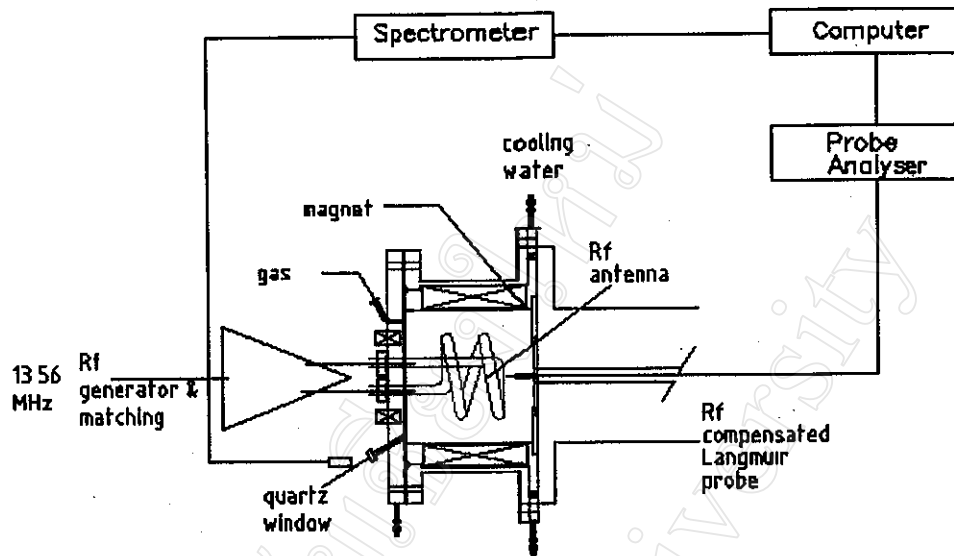 Spectrometer
Computer
Probe
Analyser
cooling
water
magnet
Rf
antenna
gas
13 56
MHz
Rf
generator &
matching
Rf
compensated
Langmuir
probe
quartz
window
University